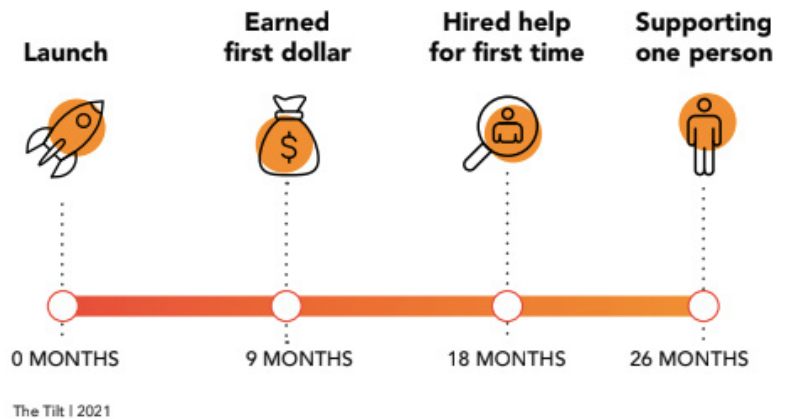 Launch
Earned
first dollar
Hired help
for first time
Supporting
one person
$
0 MONTHS
9 MONTHS
18 MONTHS
26 MONTHS
The Tilt | 2021